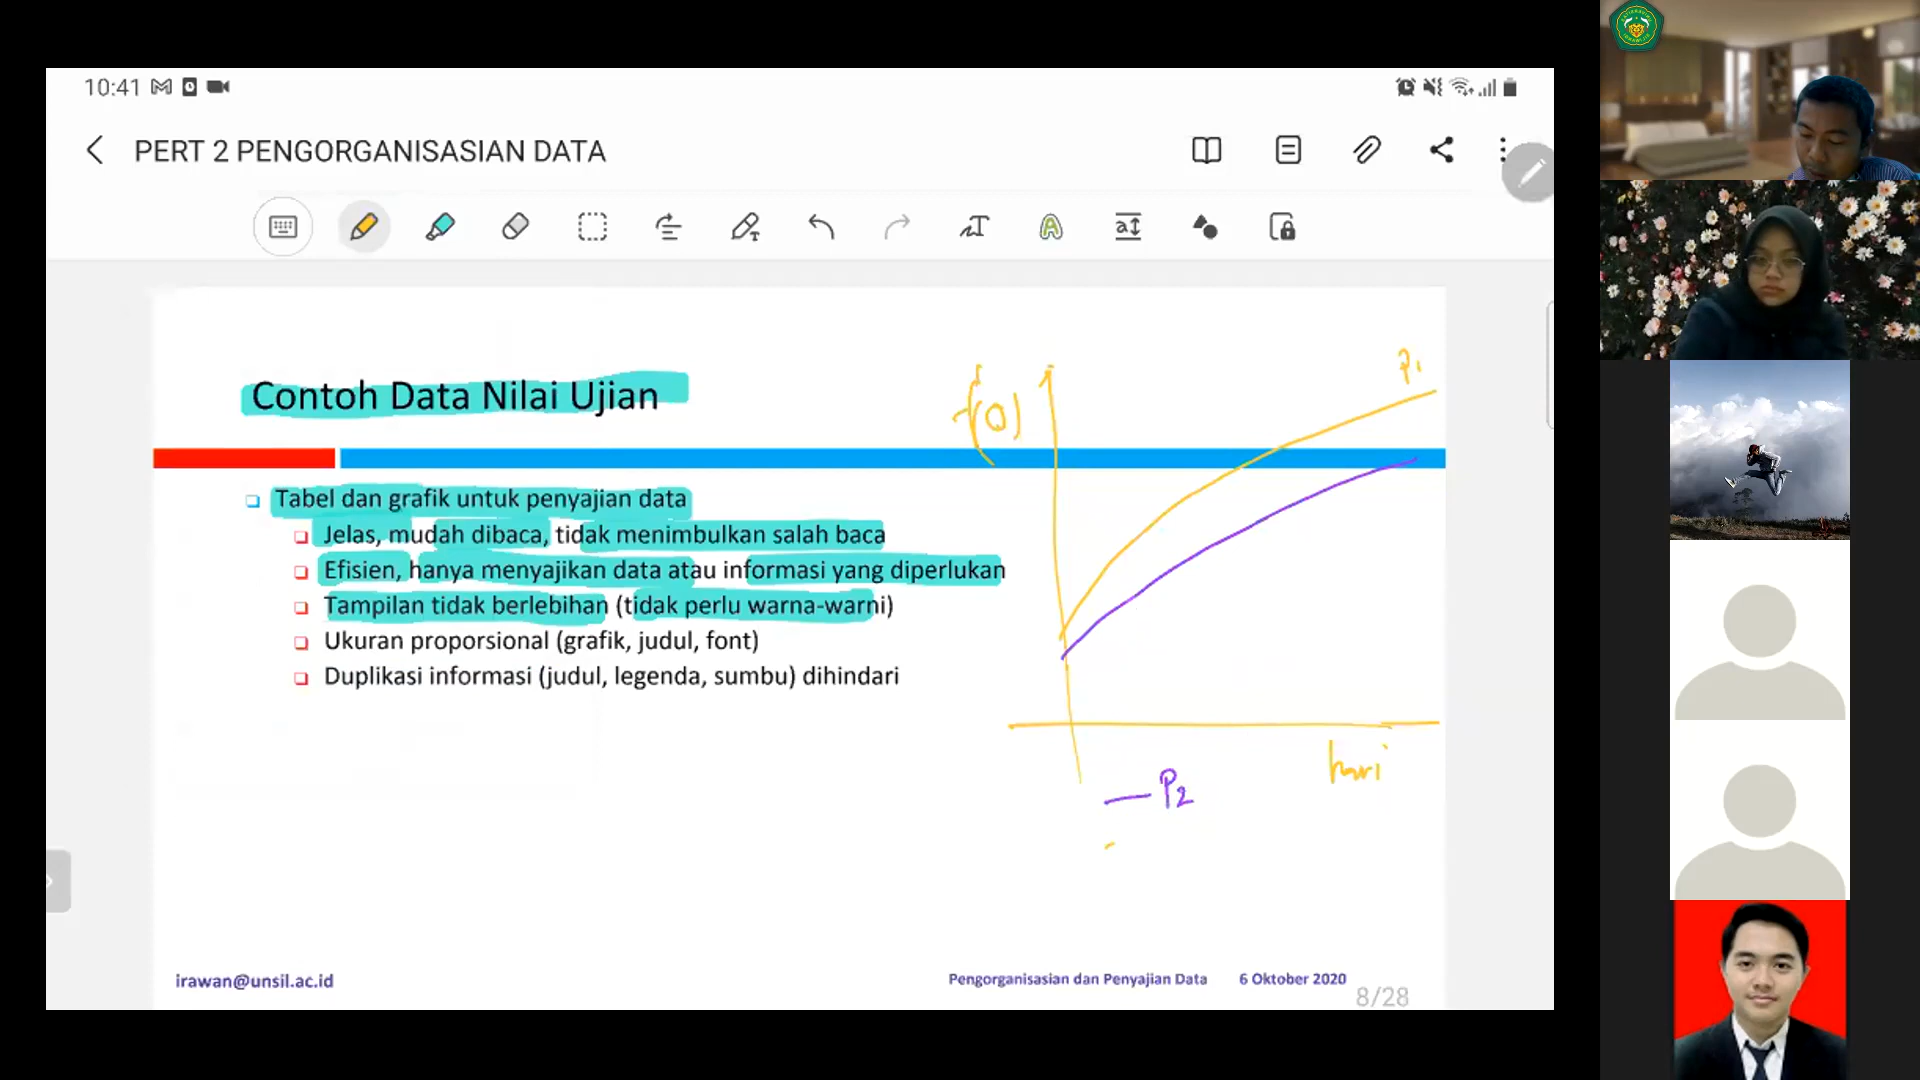 10:41
PERT 2 PENGORGANISASIAN DATA
Contoh Data Nilai Ujian
Tabel dan grafik untuk penyajian data
Jelas, mudah dibaca, tidak menimbulkan salah baca
Efisien, hanya menyajikan data atau informasi yang diperlukan
Tampilan tidak berlebihan (tidak perlu warna-warni)
Ukuran proporsional (grafik, judul, font)
Duplikasi informasi (judul, legenda, sumbu) dihindari
P1
hari
P2
irawan@unsil.ac.id
Pengorganisasian dan Penyajian Data
6 Oktober 2020
8/28